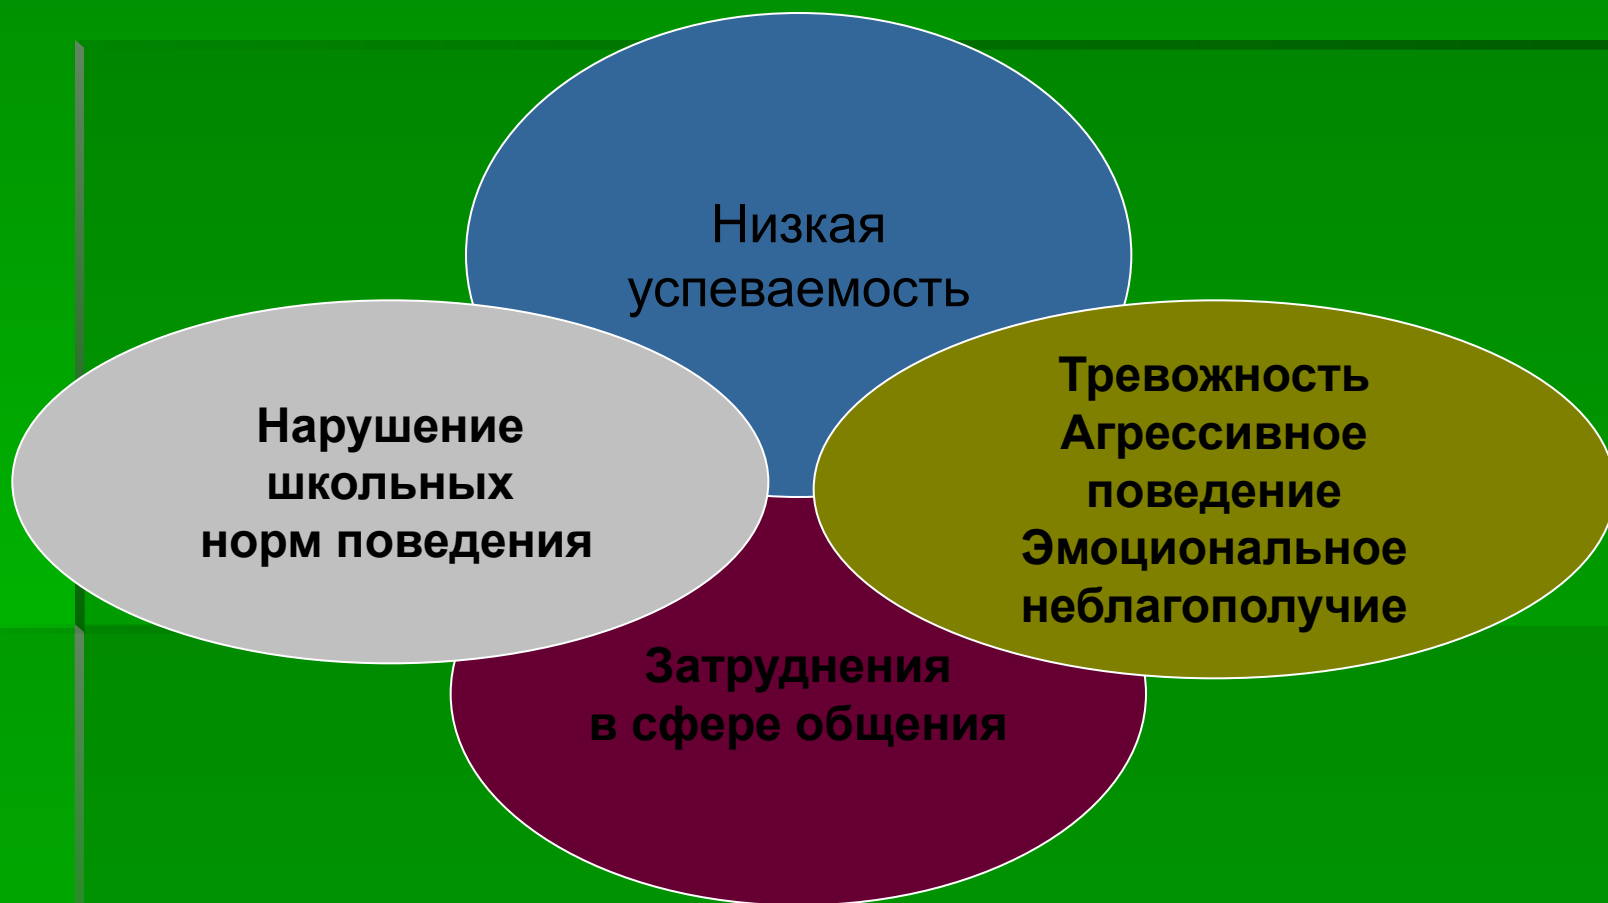 Низкая
успеваемость
Нарушение
школьных
норм поведения
Тревожность
Агрессивное
поведение
Эмоциональное
неблагополучие
Затруднения
в сфере общения